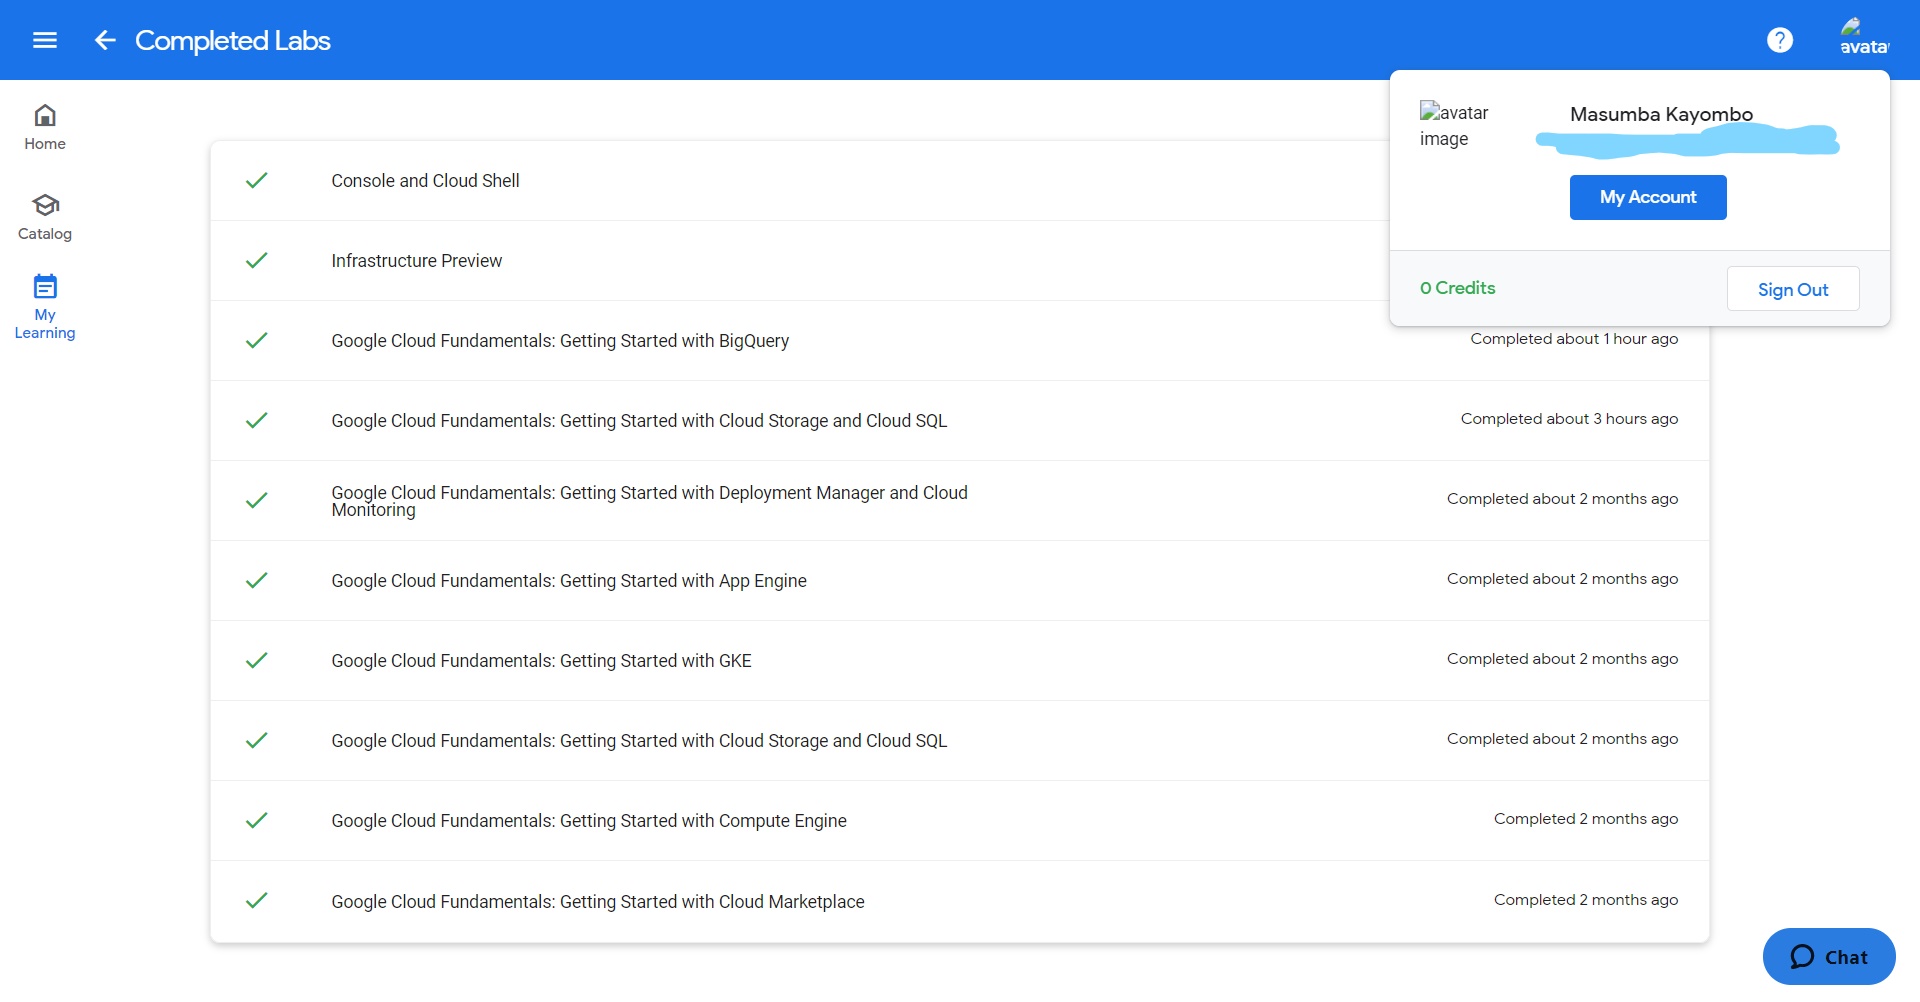 Completed Labs
?
avatar
Home
Catalog
My
Learning
avatar
image
Masumba Kayombo
My Account
0 Credits
Sign Out
Console and Cloud Shell
Infrastructure Preview
Google Cloud Fundamentals: Getting Started with BigQuery
Completed about 1 hour ago
Google Cloud Fundamentals: Getting Started with Cloud Storage and Cloud SQL
Completed about 3 hours ago
Google Cloud Fundamentals: Getting Started with Deployment Manager and Cloud
Monitoring
Completed about 2 months ago
Google Cloud Fundamentals: Getting Started with App Engine
Completed about 2 months ago
Google Cloud Fundamentals: Getting Started with GKE
Completed about 2 months ago
Google Cloud Fundamentals: Getting Started with Cloud Storage and Cloud SQL
Completed about 2 months ago
Google Cloud Fundamentals: Getting Started with Compute Engine
Completed 2 months ago
Google Cloud Fundamentals: Getting Started with Cloud Marketplace
Completed 2 months ago
Chat